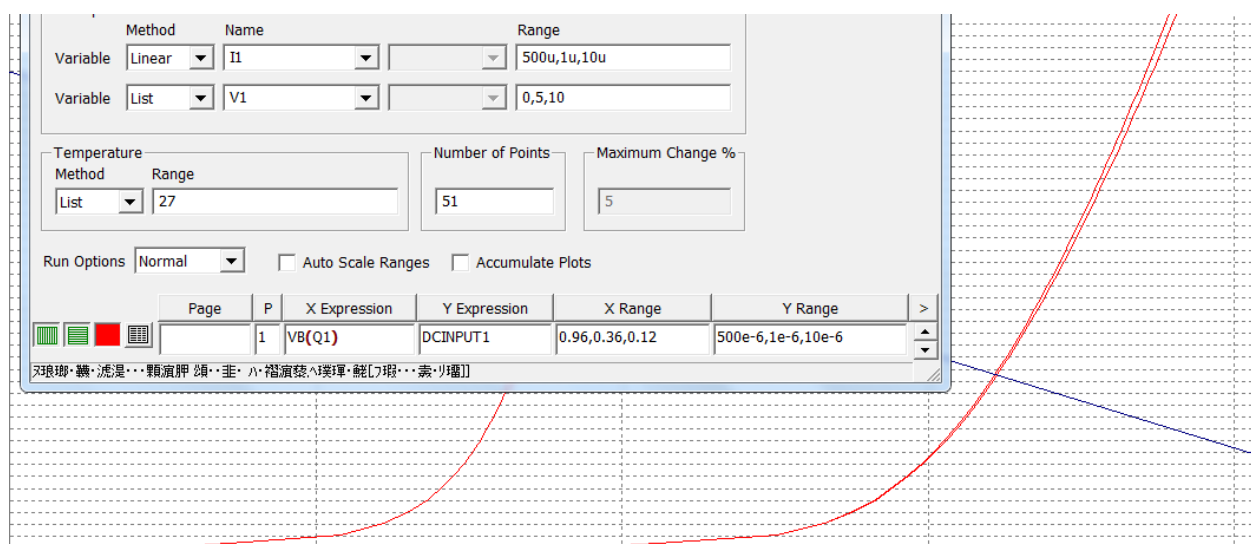 Method Name Range
Variable Linear I1 500u,1u,10u
Variable List V1 0,5,10
Temperature Number of Points Maximum Change %
Method Range
List 27 51 5
Run Options Normal Auto Scale Ranges Accumulate Plots
Page P X Expression Y Expression X Range Y Range >
1 VB(Q1) DCINPUT1 0.96,0.36,0.12 500e-6,1e-6,10e-6